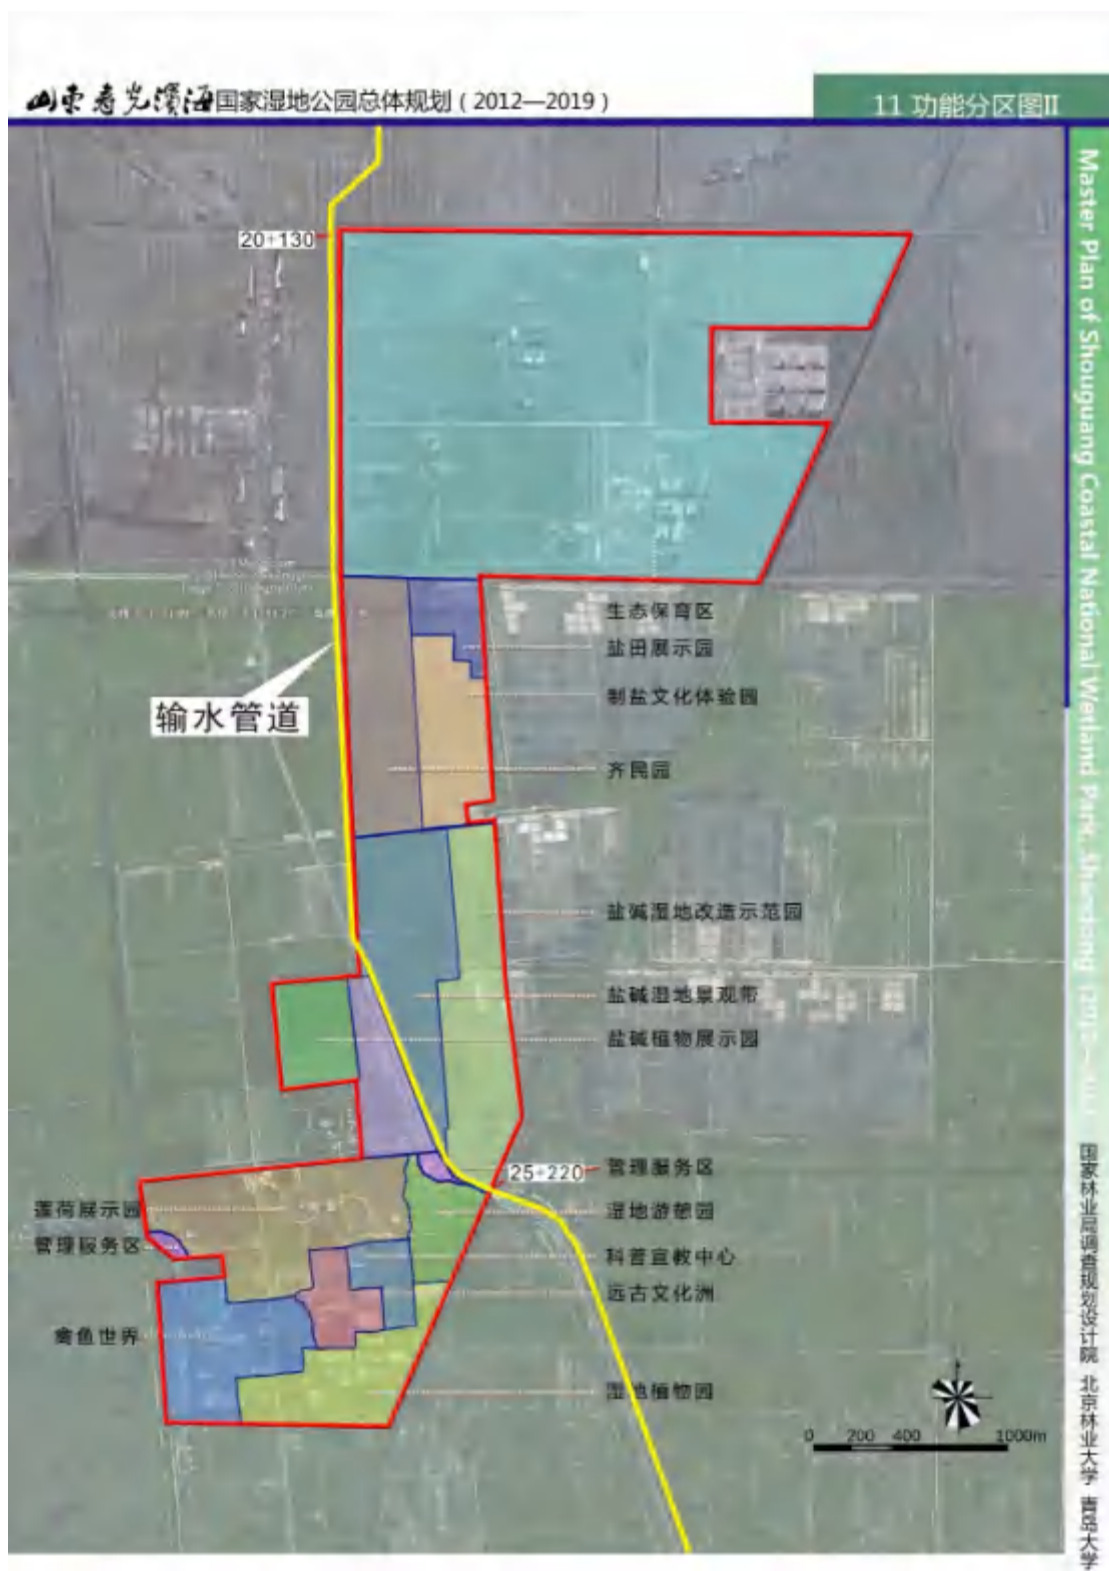 山东寿光滨海国家湿地公园总体规划（2012—2019）
11 功能分区图II
20+130
生态保育区
盐田展示园
制盐文化体验园
输水管道
齐民园
盐碱湿地改造示范园
盐碱湿地景观带
盐碱植物展示园
25+220
管理服务区
莲荷展示园
湿地游憩园
管理服务区
科普宣教中心
远古文化洲
禽鱼世界
湿地植物园
0 200 400 1000m
Master Plan of Shouguang Coastal National Wetland Park, Shandong
国家林业局调查规划设计院 北京林业大学 青岛大学